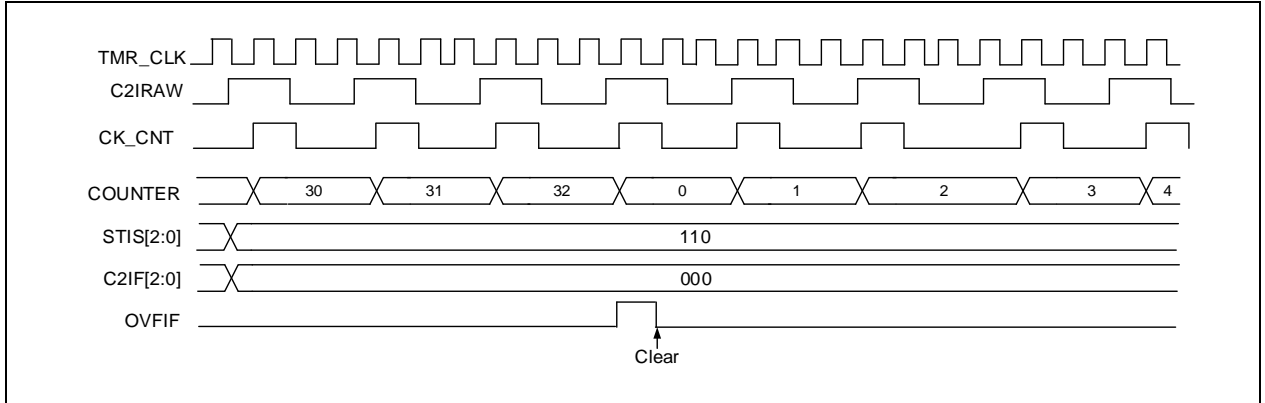 TMR_CLK
C2IRAW
CK_CNT
COUNTER 30 31 32 0 1 2 3 4
STIS[2:0] 110
C2IF[2:0] 000
OVFIF
Clear